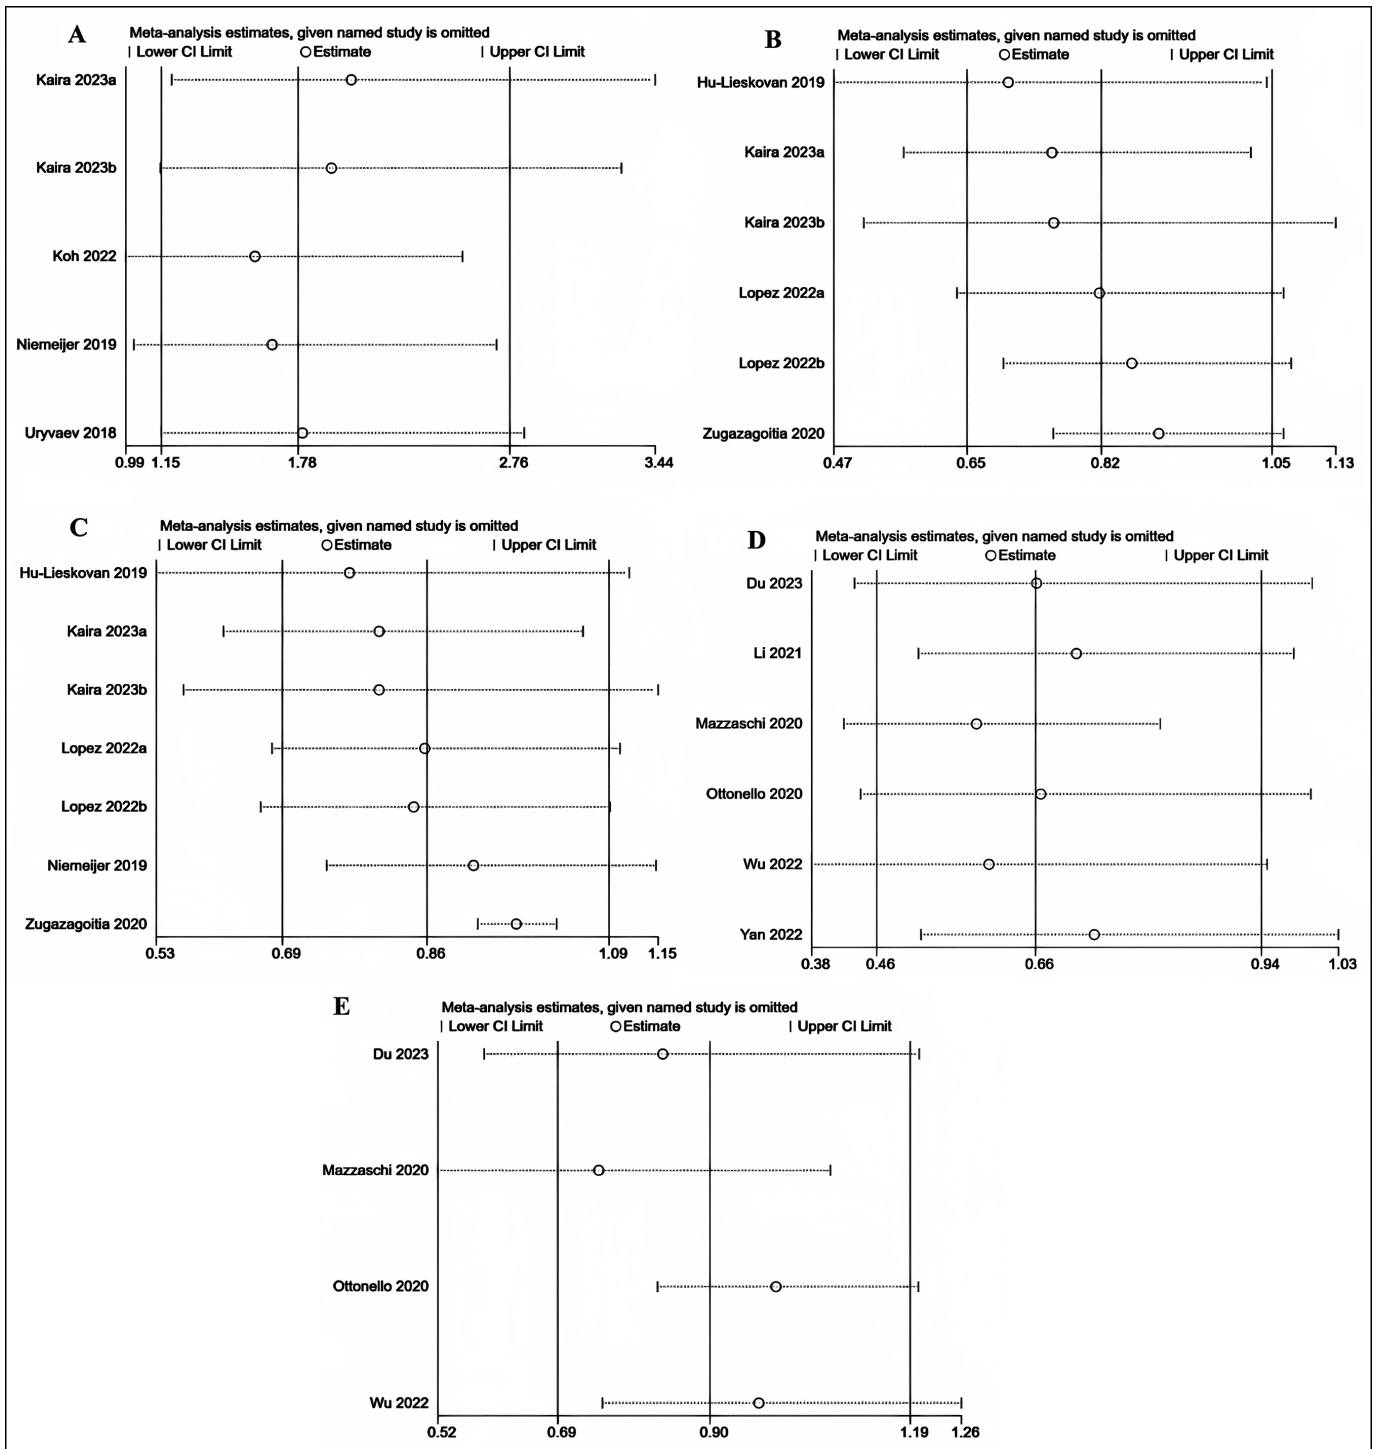 A
Meta-analysis estimates, given named study is omitted
| Lower CI Limit O Estimate | Upper CI Limit
Kaira 2023a
Kaira 2023b
Koh 2022
Niemeijer 2019
Uryvaev 2018
0.99 1.15 1.78 2.76 3.44
B
Meta-analysis estimates, given named study is omitted
| Lower CI Limit O Estimate | Upper CI Limit
Hu-Lieskovan 2019
Kaira 2023a
Kaira 2023b
Lopez 2022a
Lopez 2022b
Zugazagoitia 2020
0.47 0.65 0.82 1.05 1.13
C
Meta-analysis estimates, given named study is omitted
| Lower CI Limit O Estimate | Upper CI Limit
Hu-Lieskovan 2019
Kaira 2023a
Kaira 2023b
Lopez 2022a
Lopez 2022b
Niemeijer 2019
Zugazagoitia 2020
0.53 0.69 0.86 1.09 1.15
D
Meta-analysis estimates, given named study is omitted
| Lower CI Limit O Estimate | Upper CI Limit
Du 2023
Li 2021
Mazzaschi 2020
Ottonello 2020
Wu 2022
Yan 2022
0.38 0.46 0.66 0.94 1.03
E
Meta-analysis estimates, given named study is omitted
| Lower CI Limit O Estimate | Upper CI Limit
Du 2023
Mazzaschi 2020
Ottonello 2020
Wu 2022
0.52 0.69 0.90 1.19 1.26